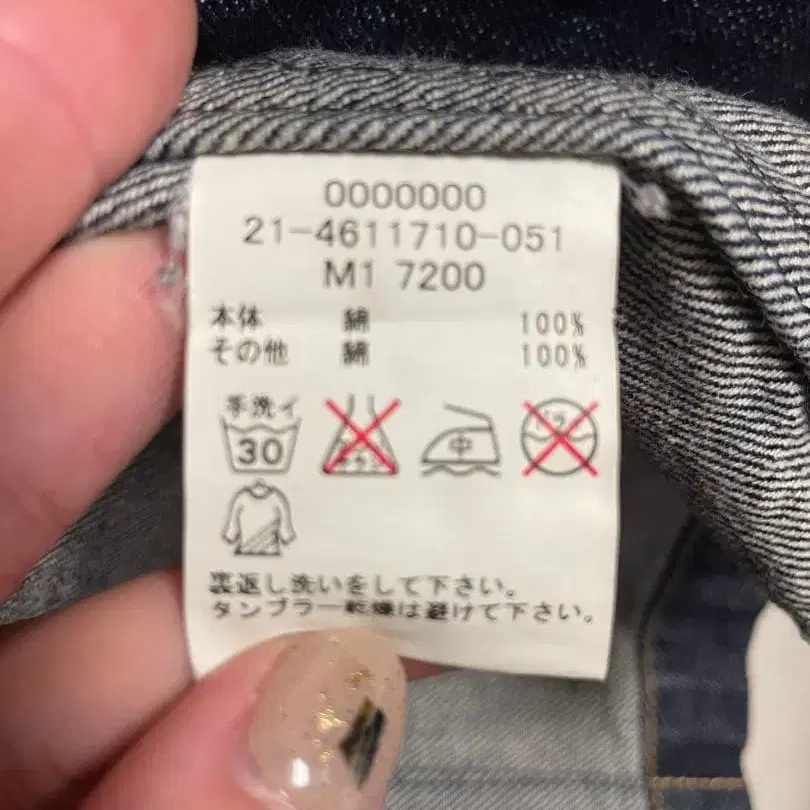 0000000
21-4611710-051
M1 7200
本体 綿 100%
その他 綿 100%
手洗イ
30
中
裏返し洗いをして下さい。
タンブラー乾燥は避けて下さい。